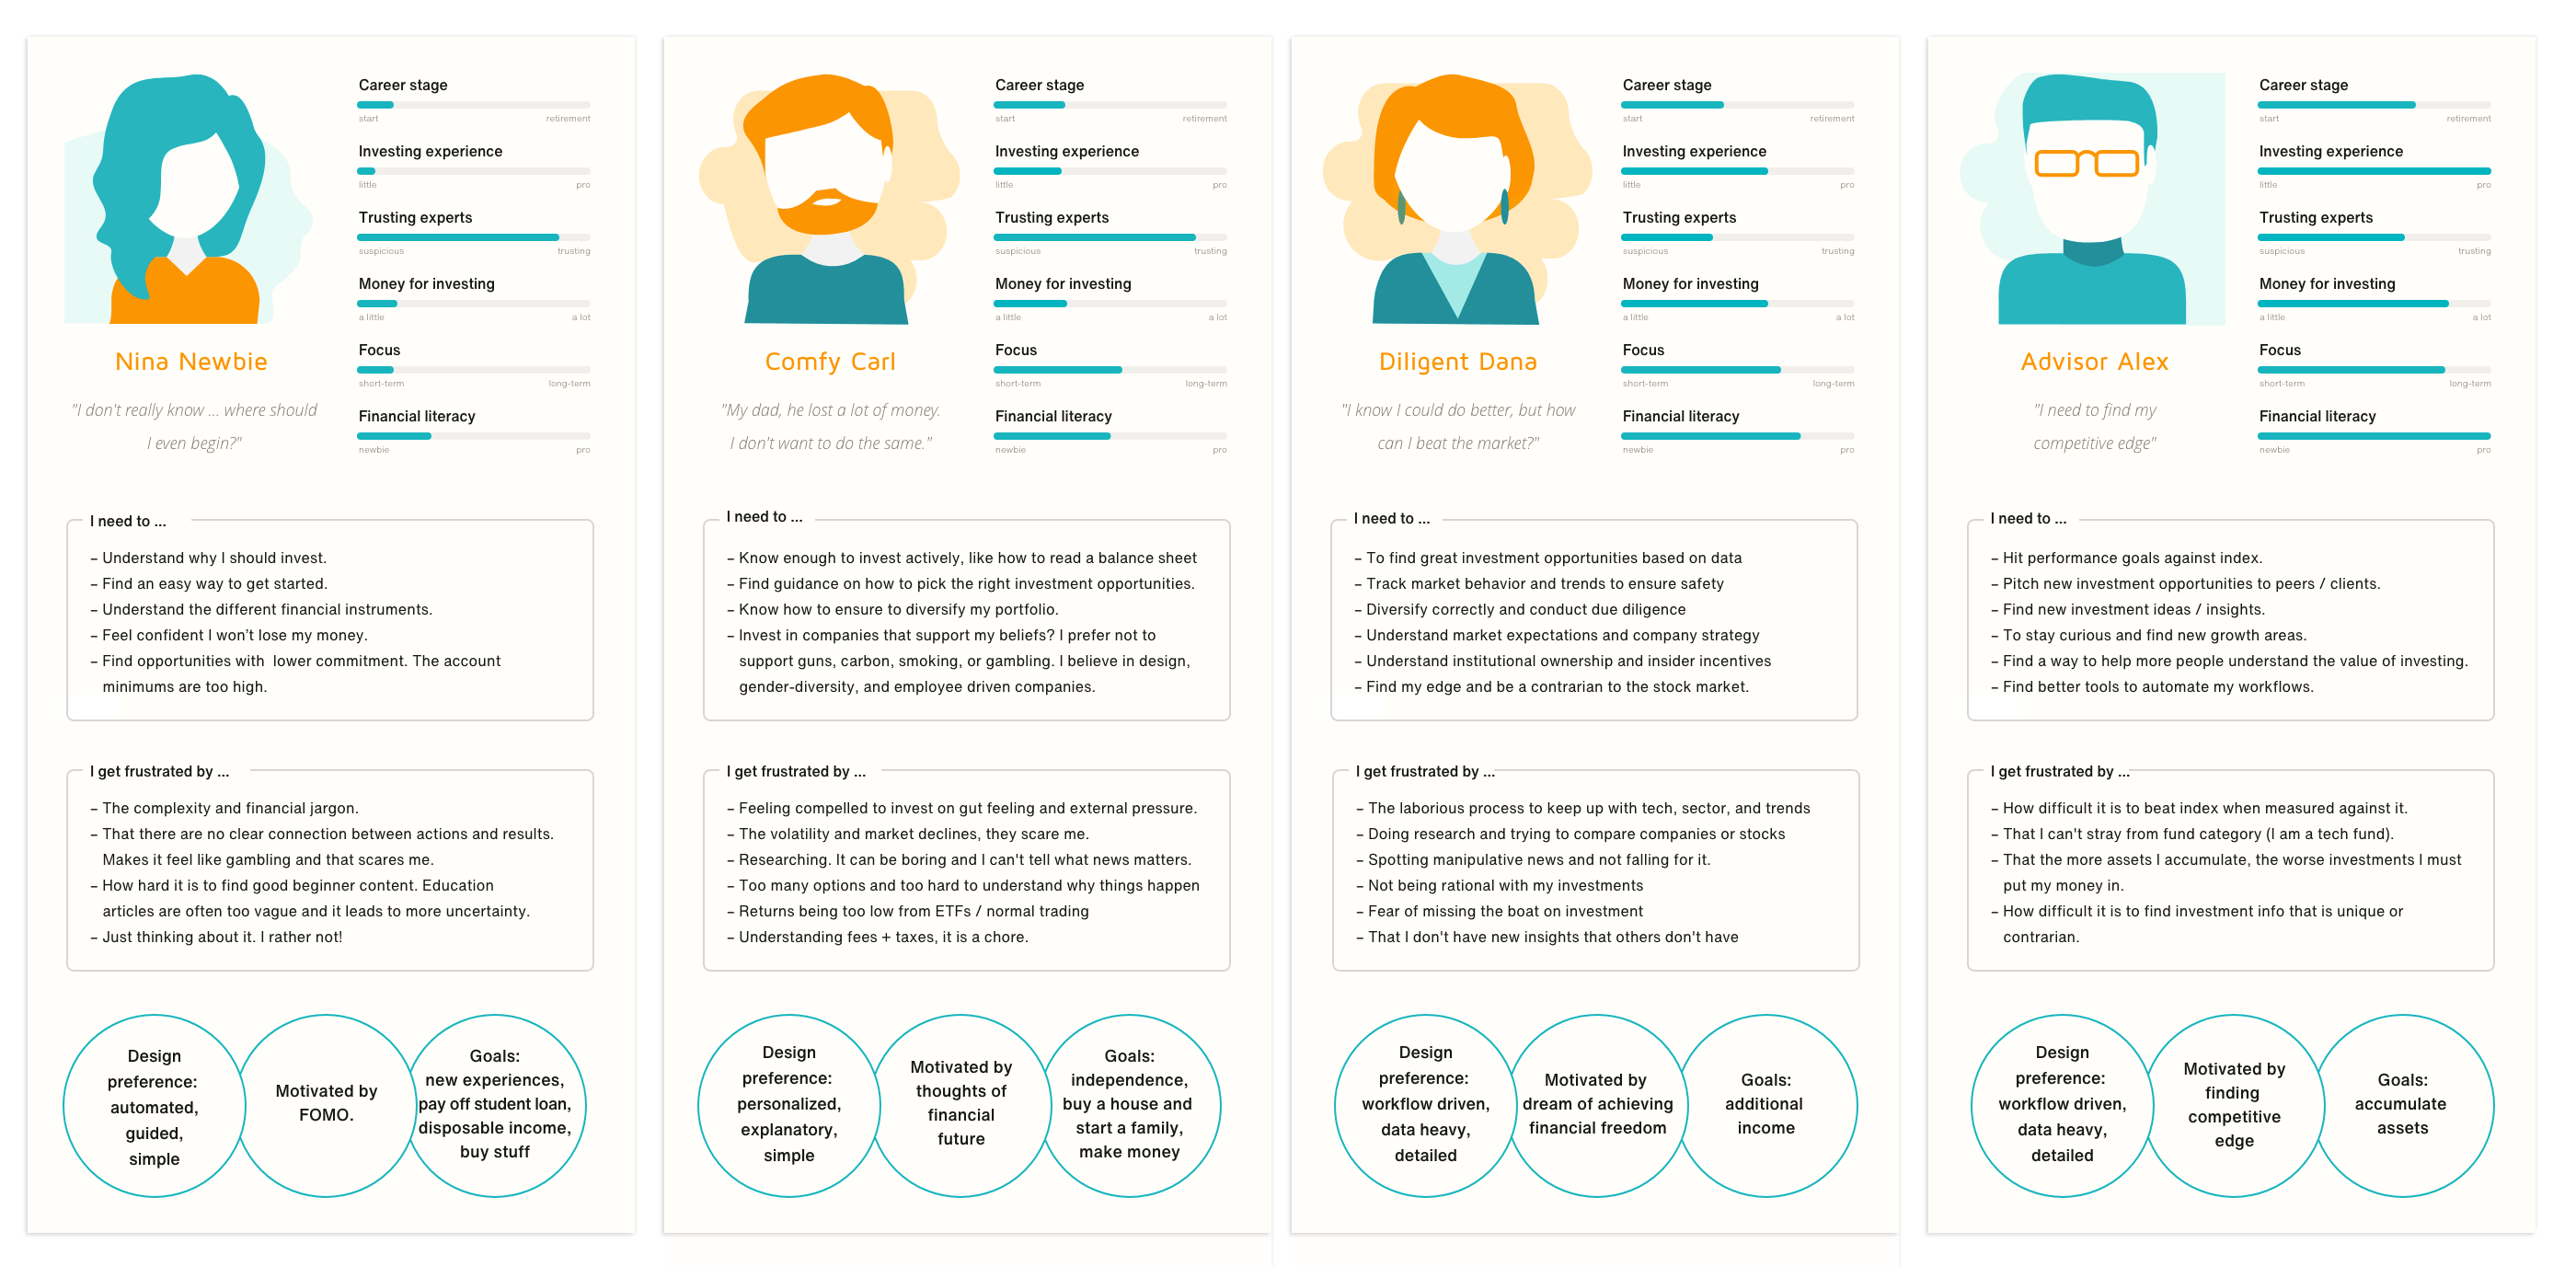 Career stage
start retirement
Investing experience
little pro
Trusting experts
suspicious trusting
Money for investing
a little a lot
Focus
short-term long-term
Financial literacy
newbie pro
Nina Newbie
"I don't really know ... where should
I even begin?"
I need to ...
– Understand why I should invest.
– Find an easy way to get started.
– Understand the different financial instruments.
– Feel confident I won't lose my money.
– Find opportunities with lower commitment. The account
minimums are too high.
I get frustrated by ...
– The complexity and financial jargon.
– That there are no clear connection between actions and results.
Makes it feel like gambling and that scares me.
– How hard it is to find good beginner content. Education
articles are often too vague and it leads to more uncertainty.
– Just thinking about it. I rather not!
Design
preference:
automated,
guided,
simple
Motivated by
FOMO.
Goals:
new experiences,
pay off student loan,
disposable income,
buy stuff
Career stage
start retirement
Investing experience
little pro
Trusting experts
suspicious trusting
Money for investing
a little a lot
Focus
short-term long-term
Financial literacy
newbie pro
Comfy Carl
"My dad, he lost a lot of money.
I don't want to do the same."
I need to ...
– Know enough to invest actively, like how to read a balance sheet
– Find guidance on how to pick the right investment opportunities.
– Know how to ensure to diversify my portfolio.
– Invest in companies that support my beliefs? I prefer not to
support guns, carbon, smoking, or gambling. I believe in design,
gender-diversity, and employee driven companies.
I get frustrated by ...
– Feeling compelled to invest on gut feeling and external pressure.
– The volatility and market declines, they scare me.
– Researching. It can be boring and I can't tell what news matters.
– Too many options and too hard to understand why things happen
– Returns being too low from ETFs / normal trading
– Understanding fees + taxes, it is a chore.
Design
preference:
personalized,
explanatory,
simple
Motivated by
thoughts of
financial
future
Goals:
independence,
buy a house and
start a family,
make money
Career stage
start retirement
Investing experience
little pro
Trusting experts
suspicious trusting
Money for investing
a little a lot
Focus
short-term long-term
Financial literacy
newbie pro
Diligent Dana
"I know I could do better, but how
can I beat the market?"
I need to ...
– To find great investment opportunities based on data
– Track market behavior and trends to ensure safety
– Diversify correctly and conduct due diligence
– Understand market expectations and company strategy
– Understand institutional ownership and insider incentives
– Find my edge and be a contrarian to the stock market.
I get frustrated by ...
– The laborious process to keep up with tech, sector, and trends
– Doing research and trying to compare companies or stocks
– Spotting manipulative news and not falling for it.
– Not being rational with my investments
– Fear of missing the boat on investment
– That I don't have new insights that others don't have
Design
preference:
workflow driven,
data heavy,
detailed
Motivated by
dream of achieving
financial freedom
Goals:
additional
income
Career stage
start retirement
Investing experience
little pro
Trusting experts
suspicious trusting
Money for investing
a little a lot
Focus
short-term long-term
Financial literacy
newbie pro
Advisor Alex
"I need to find my
competitive edge"
I need to ...
– Hit performance goals against index.
– Pitch new investment opportunities to peers / clients.
– Find new investment ideas / insights.
– To stay curious and find new growth areas.
– Find a way to help more people understand the value of investing.
– Find better tools to automate my workflows.
I get frustrated by ...
– How difficult it is to beat index when measured against it.
– That I can't stray from fund category (I am a tech fund).
– That the more assets I accumulate, the worse investments I must
put my money in.
– How difficult it is to find investment info that is unique or
contrarian.
Design
preference:
workflow driven,
data heavy,
detailed
Motivated by
finding
competitive
edge
Goals:
accumulate
assets